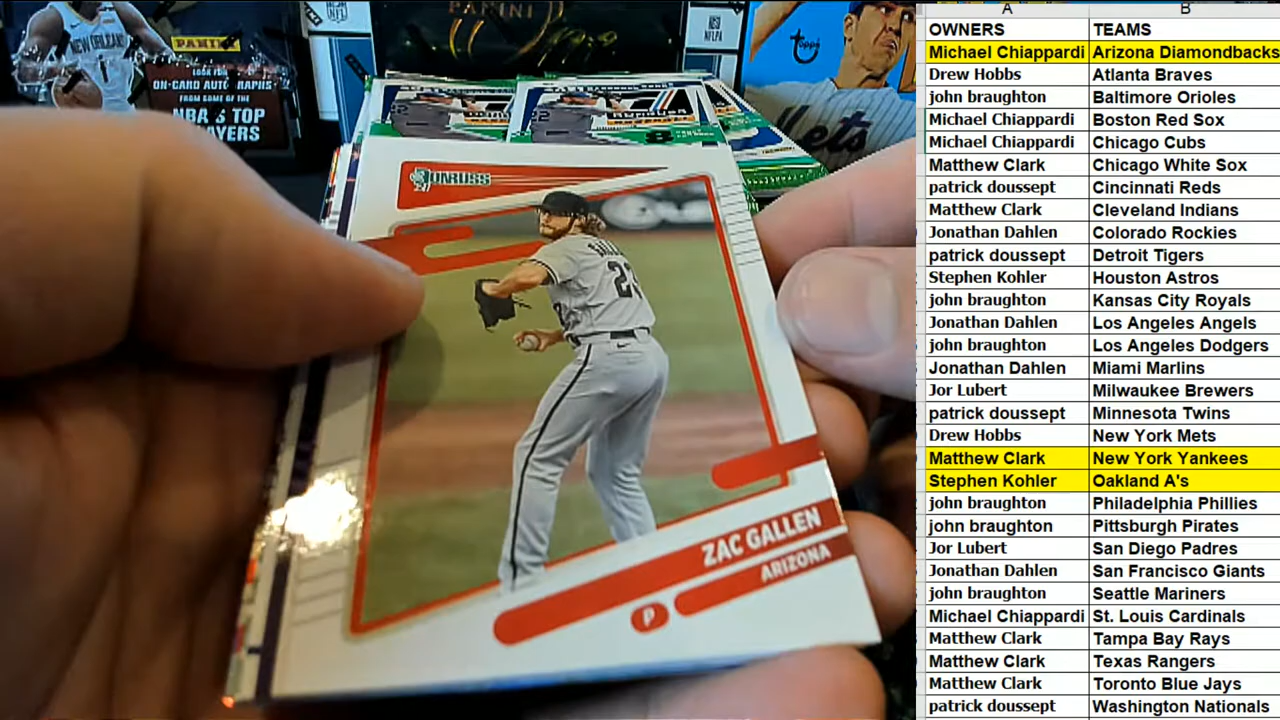 PANINI
NEW ORLEANS
1
PANINI
LOOK FOR
ON-CARD AUTOGRAPHS
FROM SOME OF THE
NBA'S TOP
PLAYERS
NFL
NFLPA
Topps
Mets
DONRUSS
GALLEN
23
ZAC GALLEN
ARIZONA
P
A B
OWNERS TEAMS
Michael Chiappardi Arizona Diamondbacks
Drew Hobbs Atlanta Braves
john braughton Baltimore Orioles
Michael Chiappardi Boston Red Sox
Michael Chiappardi Chicago Cubs
Matthew Clark Chicago White Sox
patrick doussept Cincinnati Reds
Matthew Clark Cleveland Indians
Jonathan Dahlen Colorado Rockies
patrick doussept Detroit Tigers
Stephen Kohler Houston Astros
john braughton Kansas City Royals
Jonathan Dahlen Los Angeles Angels
john braughton Los Angeles Dodgers
Jonathan Dahlen Miami Marlins
Jor Lubert Milwaukee Brewers
patrick doussept Minnesota Twins
Drew Hobbs New York Mets
Matthew Clark New York Yankees
Stephen Kohler Oakland A's
john braughton Philadelphia Phillies
john braughton Pittsburgh Pirates
Jor Lubert San Diego Padres
Jonathan Dahlen San Francisco Giants
john braughton Seattle Mariners
Michael Chiappardi St. Louis Cardinals
Matthew Clark Tampa Bay Rays
Matthew Clark Texas Rangers
Matthew Clark Toronto Blue Jays
patrick doussept Washington Nationals